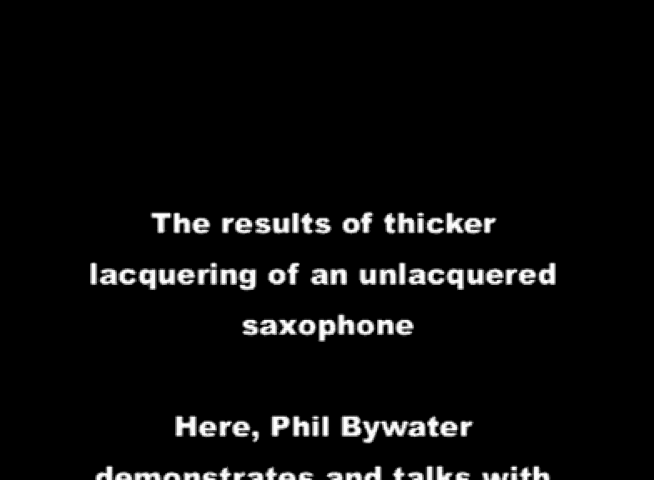 The results of thicker
lacquering of an unlacquered
saxophone
Here, Phil Bywater
demonstrates and talks with